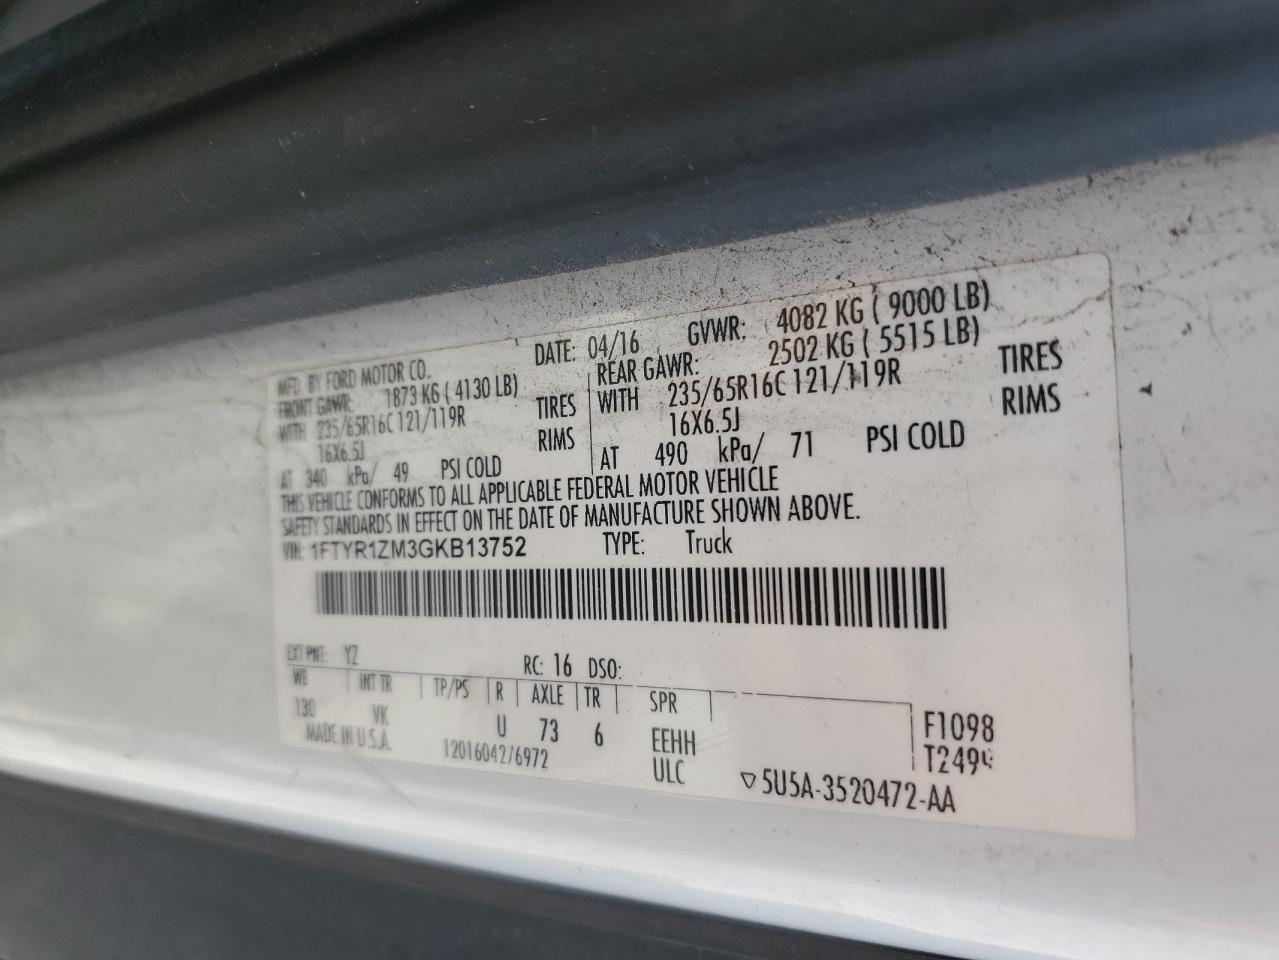 MFD BY FORD MOTOR CO.
DATE: 04/16 GVWR: 4082 KG ( 9000 LB)
FRONT GAWR: 1873 KG ( 4130 LB)
REAR GAWR: 2502 KG ( 5515 LB)
WITH 235/65R16C 121/119R TIRES
WITH 235/65R16C 121/119R TIRES
16X6.5J RIMS
16X6.5J RIMS
AT 340 kPa/ 49 PSI COLD
AT 490 kPa/ 71 PSI COLD
THIS VEHICLE CONFORMS TO ALL APPLICABLE FEDERAL MOTOR VEHICLE
SAFETY STANDARDS IN EFFECT ON THE DATE OF MANUFACTURE SHOWN ABOVE.
VIN: 1FTYR1ZM3GKB13752 TYPE: Truck
EXT PNT: YZ RC: 16 DSO:
WB INT TR TP/PS R AXLE TR SPR
130 VK U 73 6 EEHH F1098
MADE IN U.S.A. 12016042/6972 ULC
▽ 5U5A-3520472-AA